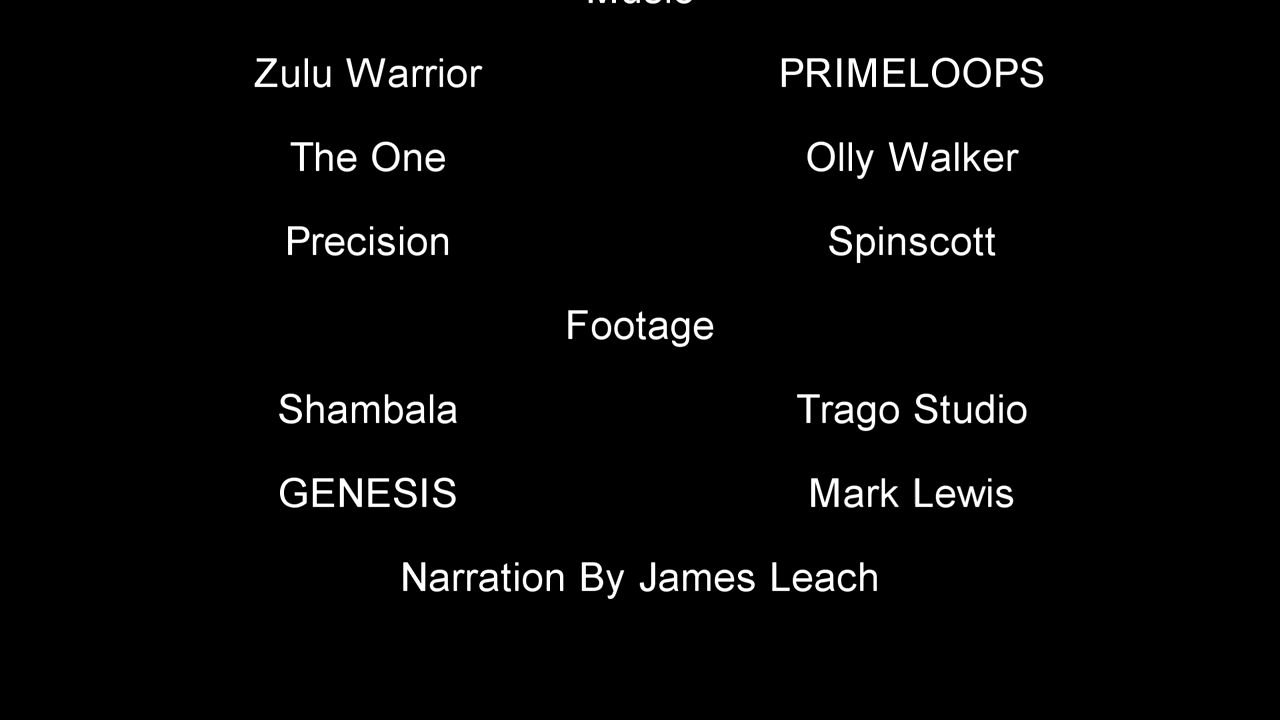 Music
Zulu Warrior PRIMELOOPS
The One Olly Walker
Precision Spinscott
Footage
Shambala Trago Studio
GENESIS Mark Lewis
Narration By James Leach